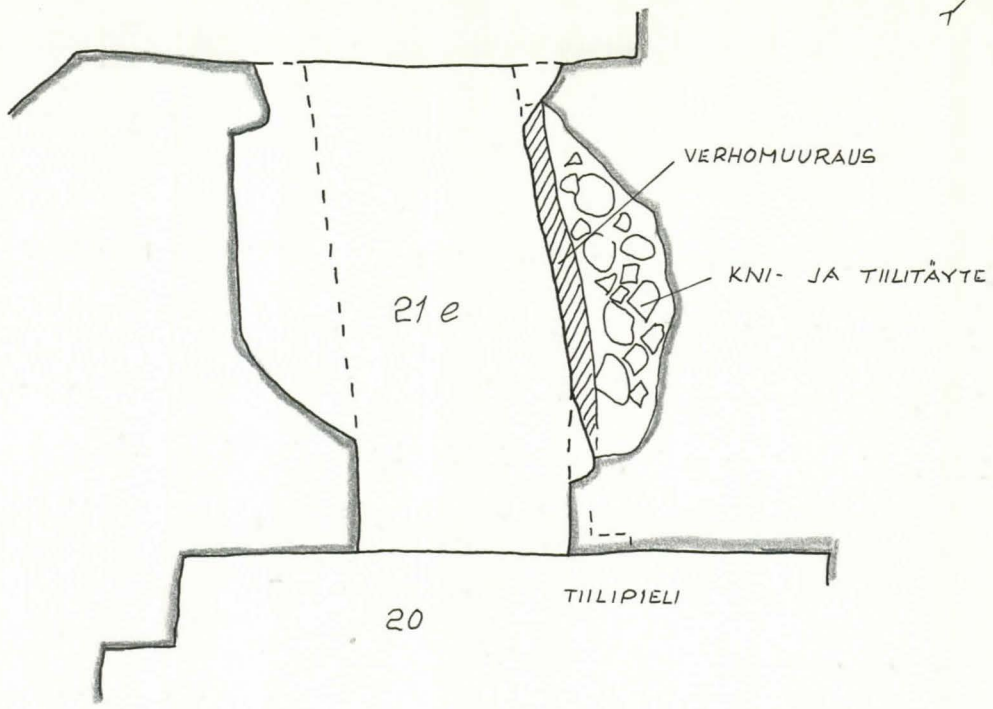 VERHOMUURAUS
KNI- JA TIILITÄYTE
21 e
TIILIPIELI
20